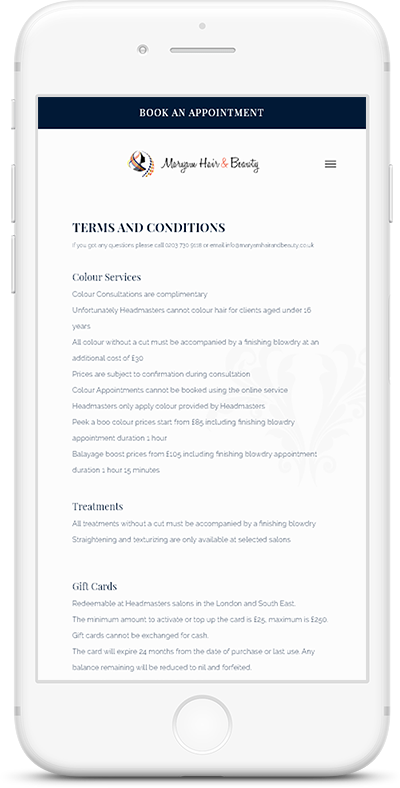 BOOK AN APPOINTMENT
Maryam Hair & Beauty
TERMS AND CONDITIONS
if you got any questions please call 0203 730 9118 or email info@maryamhairandbeauty.co.uk
Colour Services
Colour Consultations are complimentary
Unfortunately Headmasters cannot colour hair for clients aged under 16
years
All colour without a cut must be accompanied by a finishing blowdry at an
additional cost of £30
Prices are subject to confirmation during consultation
Colour Appointments cannot be booked using the online service
Headmasters only apply colour provided by Headmasters
Peek a boo colour prices start from £85 including finishing blowdry
appointment duration 1 hour
Balayage boost prices from £105 including finishing blowdry appointment
duration 1 hour 15 minutes
Treatments
All treatments without a cut must be accompanied by a finishing blowdry
Straightening and texturizing are only available at selected salons
Gift Cards
Redeemable at Headmasters salons in the London and South East.
The minimum amount to activate or top up the card is £25, maximum is £250.
Gift cards cannot be exchanged for cash.
The card will expire 24 months from the date of purchase or last use. Any
balance remaining will be reduced to nil and forfeited.